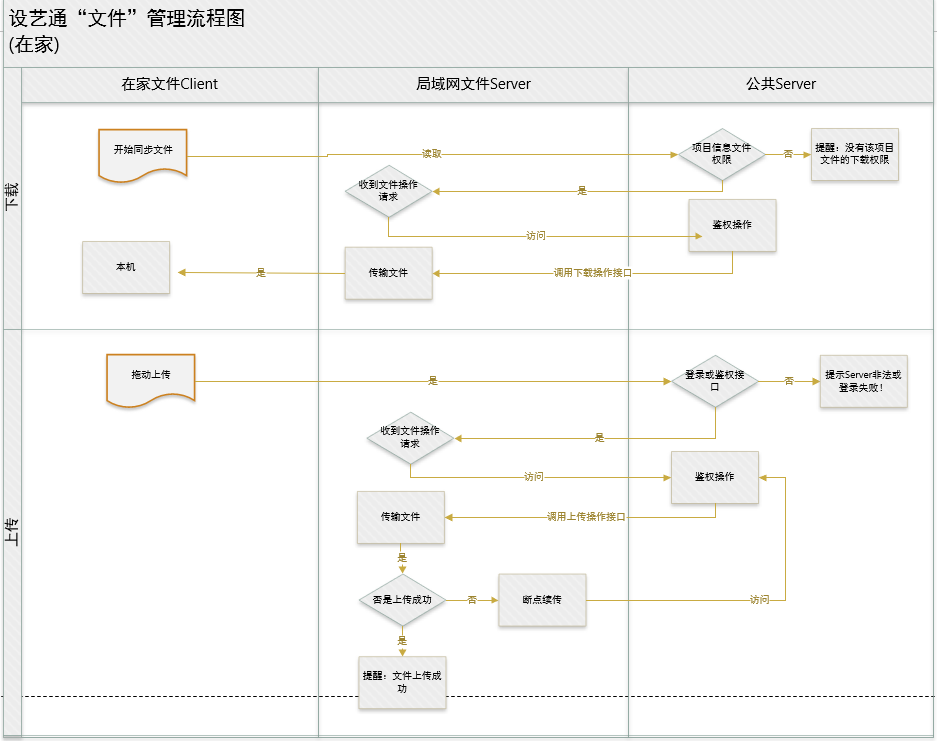 设艺通“文件”管理流程图
(在家)
在家文件Client
局域网文件Server
公共Server
下载
开始同步文件
读取
项目信息文件
权限
否
提醒：没有该项目
文件的下载权限
收到文件操作
请求
是
鉴权操作
访问
本机
是
传输文件
调用下载操作接口
上传
拖动上传
是
登录或鉴权接
口
否
提示Server非法或
登录失败！
收到文件操作
请求
是
访问
鉴权操作
传输文件
调用上传操作接口
是
否是上传成功
否
断点续传
访问
是
提醒：文件上传成
功